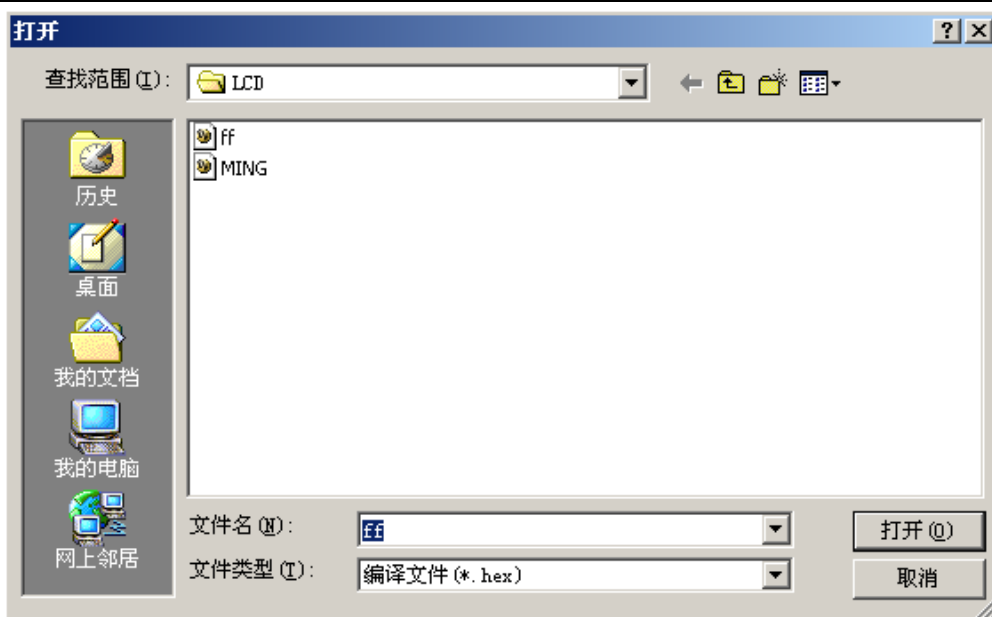 打开
查找范围(I): LCD
ff
MING
历史
桌面
我的文档
我的电脑
网上邻居
文件名(N): ff 打开(O)
文件类型(T): 编译文件(*.hex) 取消